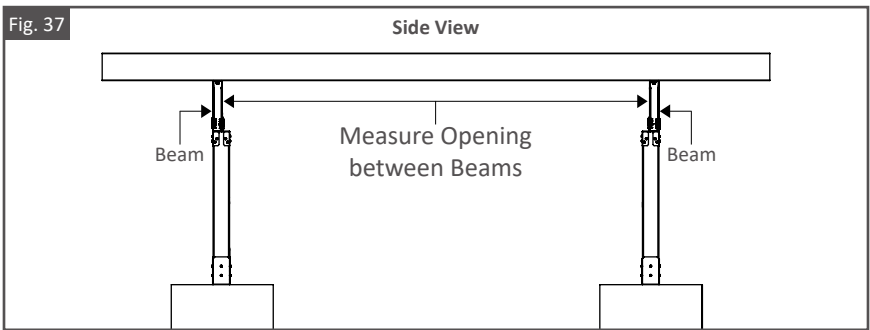 Fig. 37
Side View
Measure Opening
between Beams
Beam
Beam